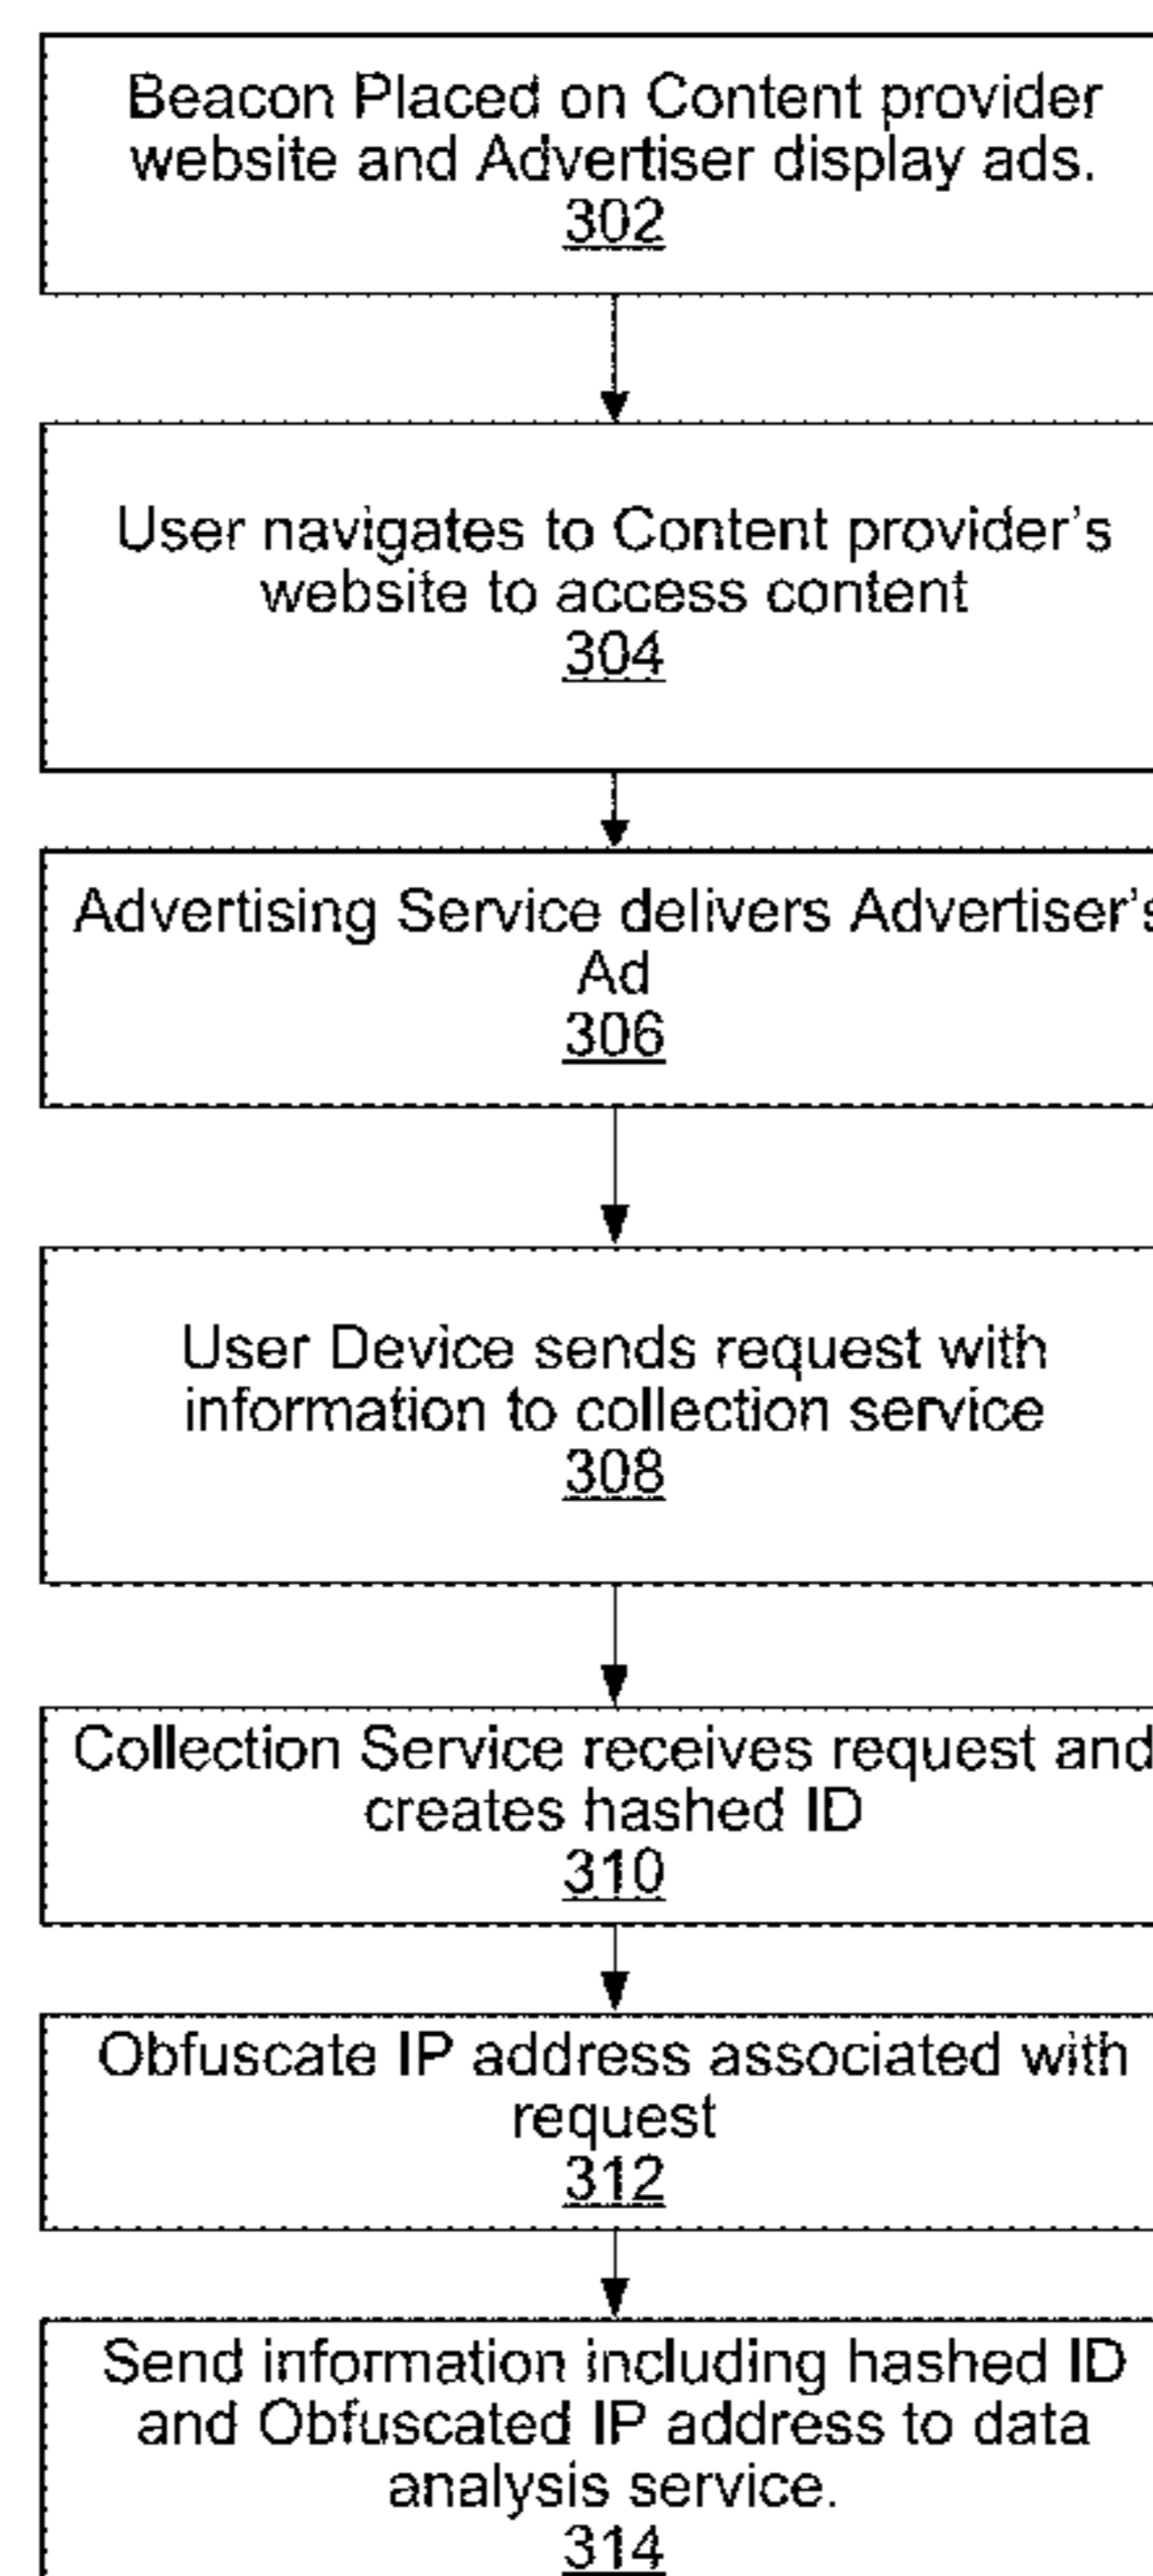 Beacon Placed on Content provider
website and Advertiser display ads.
302
User navigates to Content provider's
website to access content
304
Advertising Service delivers Advertiser's
Ad
306
User Device sends request with
information to collection service
308
Collection Service receives request and
creates hashed ID
310
Obfuscate IP address associated with
request
312
Send information including hashed ID
and Obfuscated IP address to data
analysis service.
314